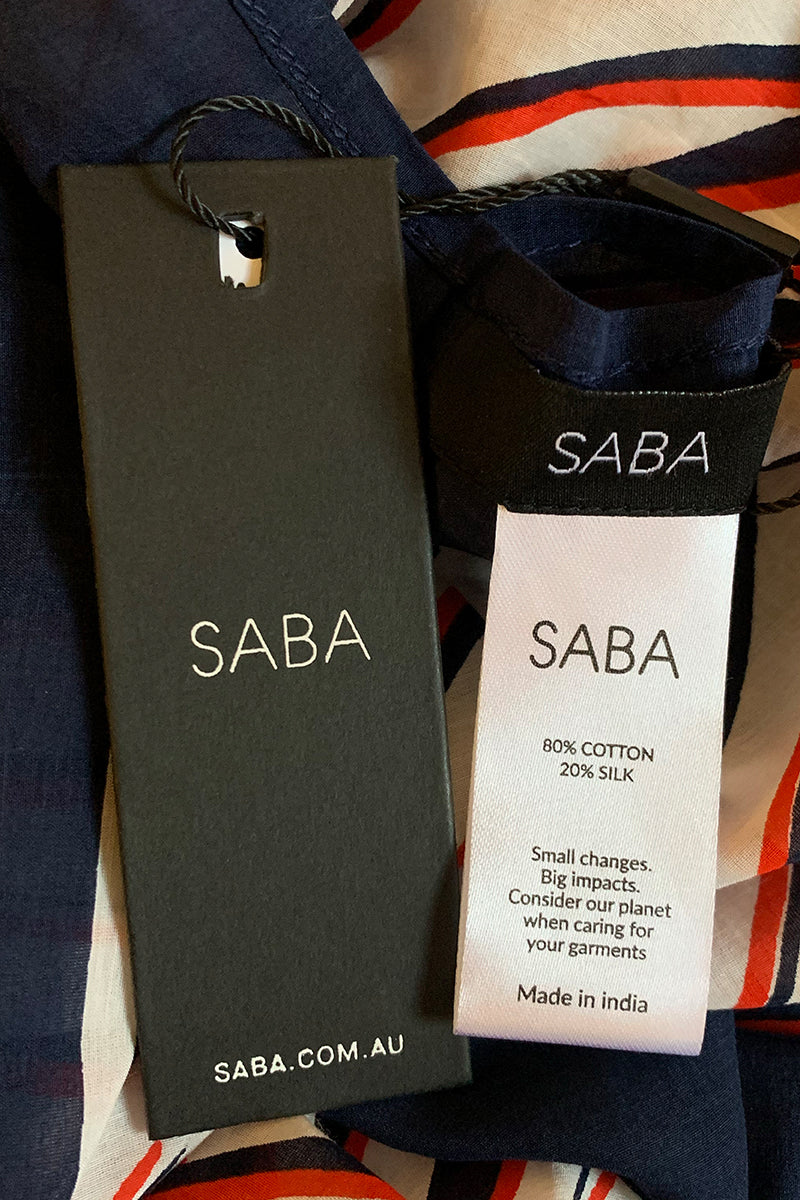 SABA
SABA.COM.AU
SABA
SABA
80% COTTON
20% SILK
Small changes.
Big impacts.
Consider our planet
when caring for
your garments
Made in india